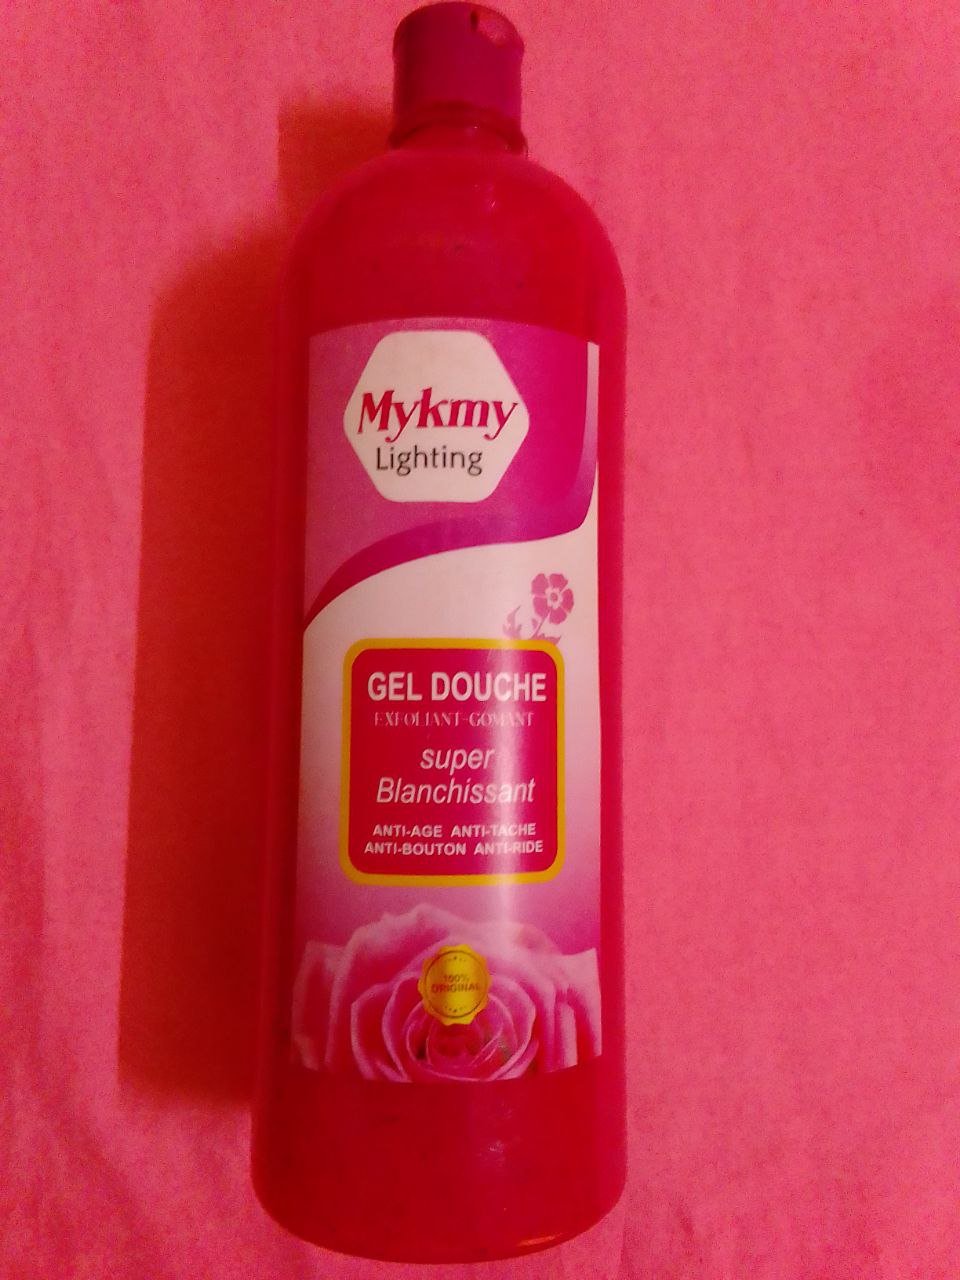 Mykmy
Lighting
GEL DOUCHE
EXFOLIANT-GOMANT
super
Blanchissant
ANTI-AGE ANTI-TACHE
ANTI-BOUTON ANTI-RIDE
100%
ORIGINAL